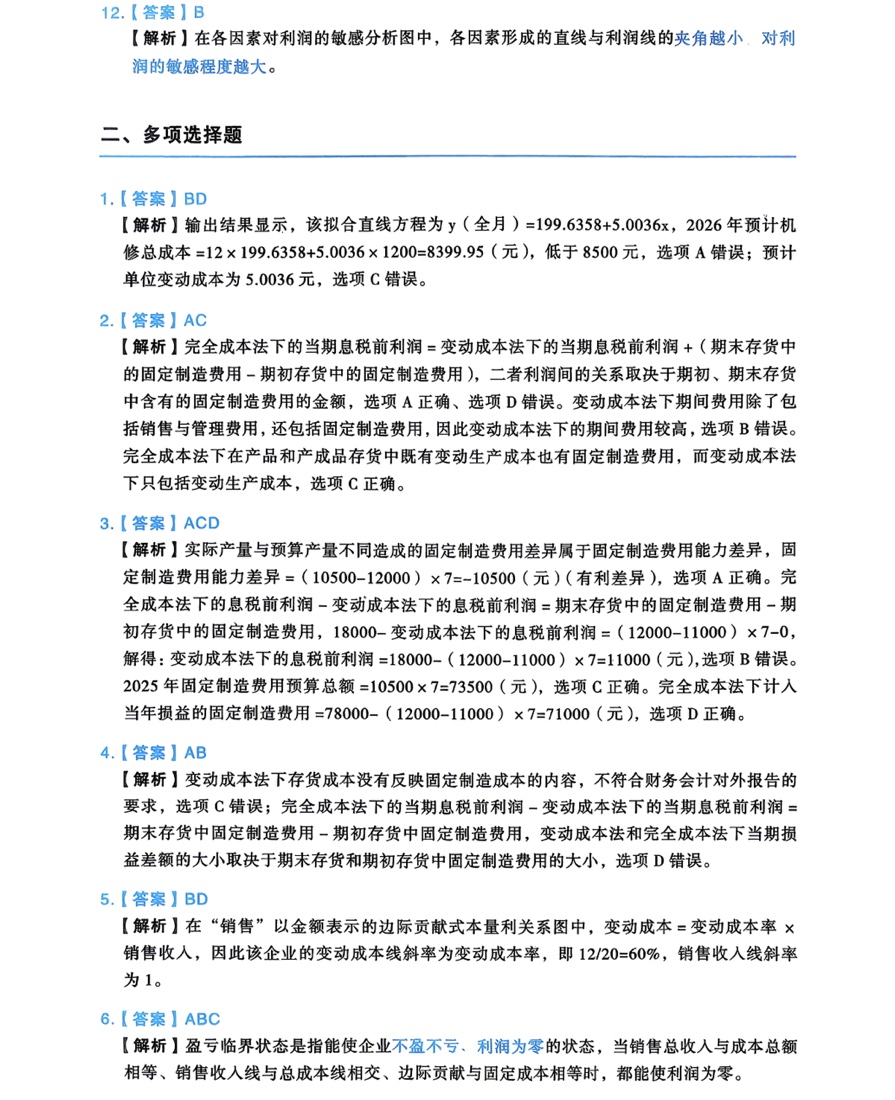 12.【答案】B
【解析】在各因素对利润的敏感分析图中，各因素形成的直线与利润线的夹角越小、对利
润的敏感程度越大。
二、多项选择题
1.【答案】BD
【解析】输出结果显示，该拟合直线方程为 y（全月）=199.6358+5.0036x，2026 年预计机
修总成本 =12×199.6358+5.0036×1200=8399.95（元），低于 8500 元，选项 A 错误；预计
单位变动成本为 5.0036 元，选项 C 错误。
2.【答案】AC
【解析】完全成本法下的当期息税前利润 = 变动成本法下的当期息税前利润 +（期末存货中
的固定制造费用 – 期初存货中的固定制造费用），二者利润间的关系取决于期初、期末存货
中含有的固定制造费用的金额，选项 A 正确、选项 D 错误。变动成本法下期间费用除了包
括销售与管理费用，还包括固定制造费用，因此变动成本法下的期间费用较高，选项 B 错误。
完全成本法下在产品和产成品存货中既有变动生产成本也有固定制造费用，而变动成本法
下只包括变动生产成本，选项 C 正确。
3.【答案】ACD
【解析】实际产量与预算产量不同造成的固定制造费用差异属于固定制造费用能力差异，固
定制造费用能力差异 =（10500–12000）×7=–10500（元）（有利差异），选项 A 正确。完
全成本法下的息税前利润 – 变动成本法下的息税前利润 = 期末存货中的固定制造费用 – 期
初存货中的固定制造费用，18000– 变动成本法下的息税前利润 =（12000–11000）×7–0，
解得：变动成本法下的息税前利润 =18000–（12000–11000）×7=11000（元），选项 B 错误。
2025 年固定制造费用预算总额 =10500×7=73500（元），选项 C 正确。完全成本法下计入
当年损益的固定制造费用 =78000–（12000–11000）×7=71000（元），选项 D 正确。
4.【答案】AB
【解析】变动成本法下存货成本没有反映固定制造成本的内容，不符合财务会计对外报告的
要求，选项 C 错误；完全成本法下的当期息税前利润 – 变动成本法下的当期息税前利润 =
期末存货中固定制造费用 – 期初存货中固定制造费用，变动成本法和完全成本法下当期损
益差额的大小取决于期末存货和期初存货中固定制造费用的大小，选项 D 错误。
5.【答案】BD
【解析】在“销售”以金额表示的边际贡献式本量利关系图中，变动成本 = 变动成本率 ×
销售收入，因此该企业的变动成本线斜率为变动成本率，即 12/20=60%，销售收入线斜率
为 1。
6.【答案】ABC
【解析】盈亏临界状态是指能使企业不盈不亏、利润为零的状态，当销售总收入与成本总额
相等、销售收入线与总成本线相交、边际贡献与固定成本相等时，都能使利润为零。